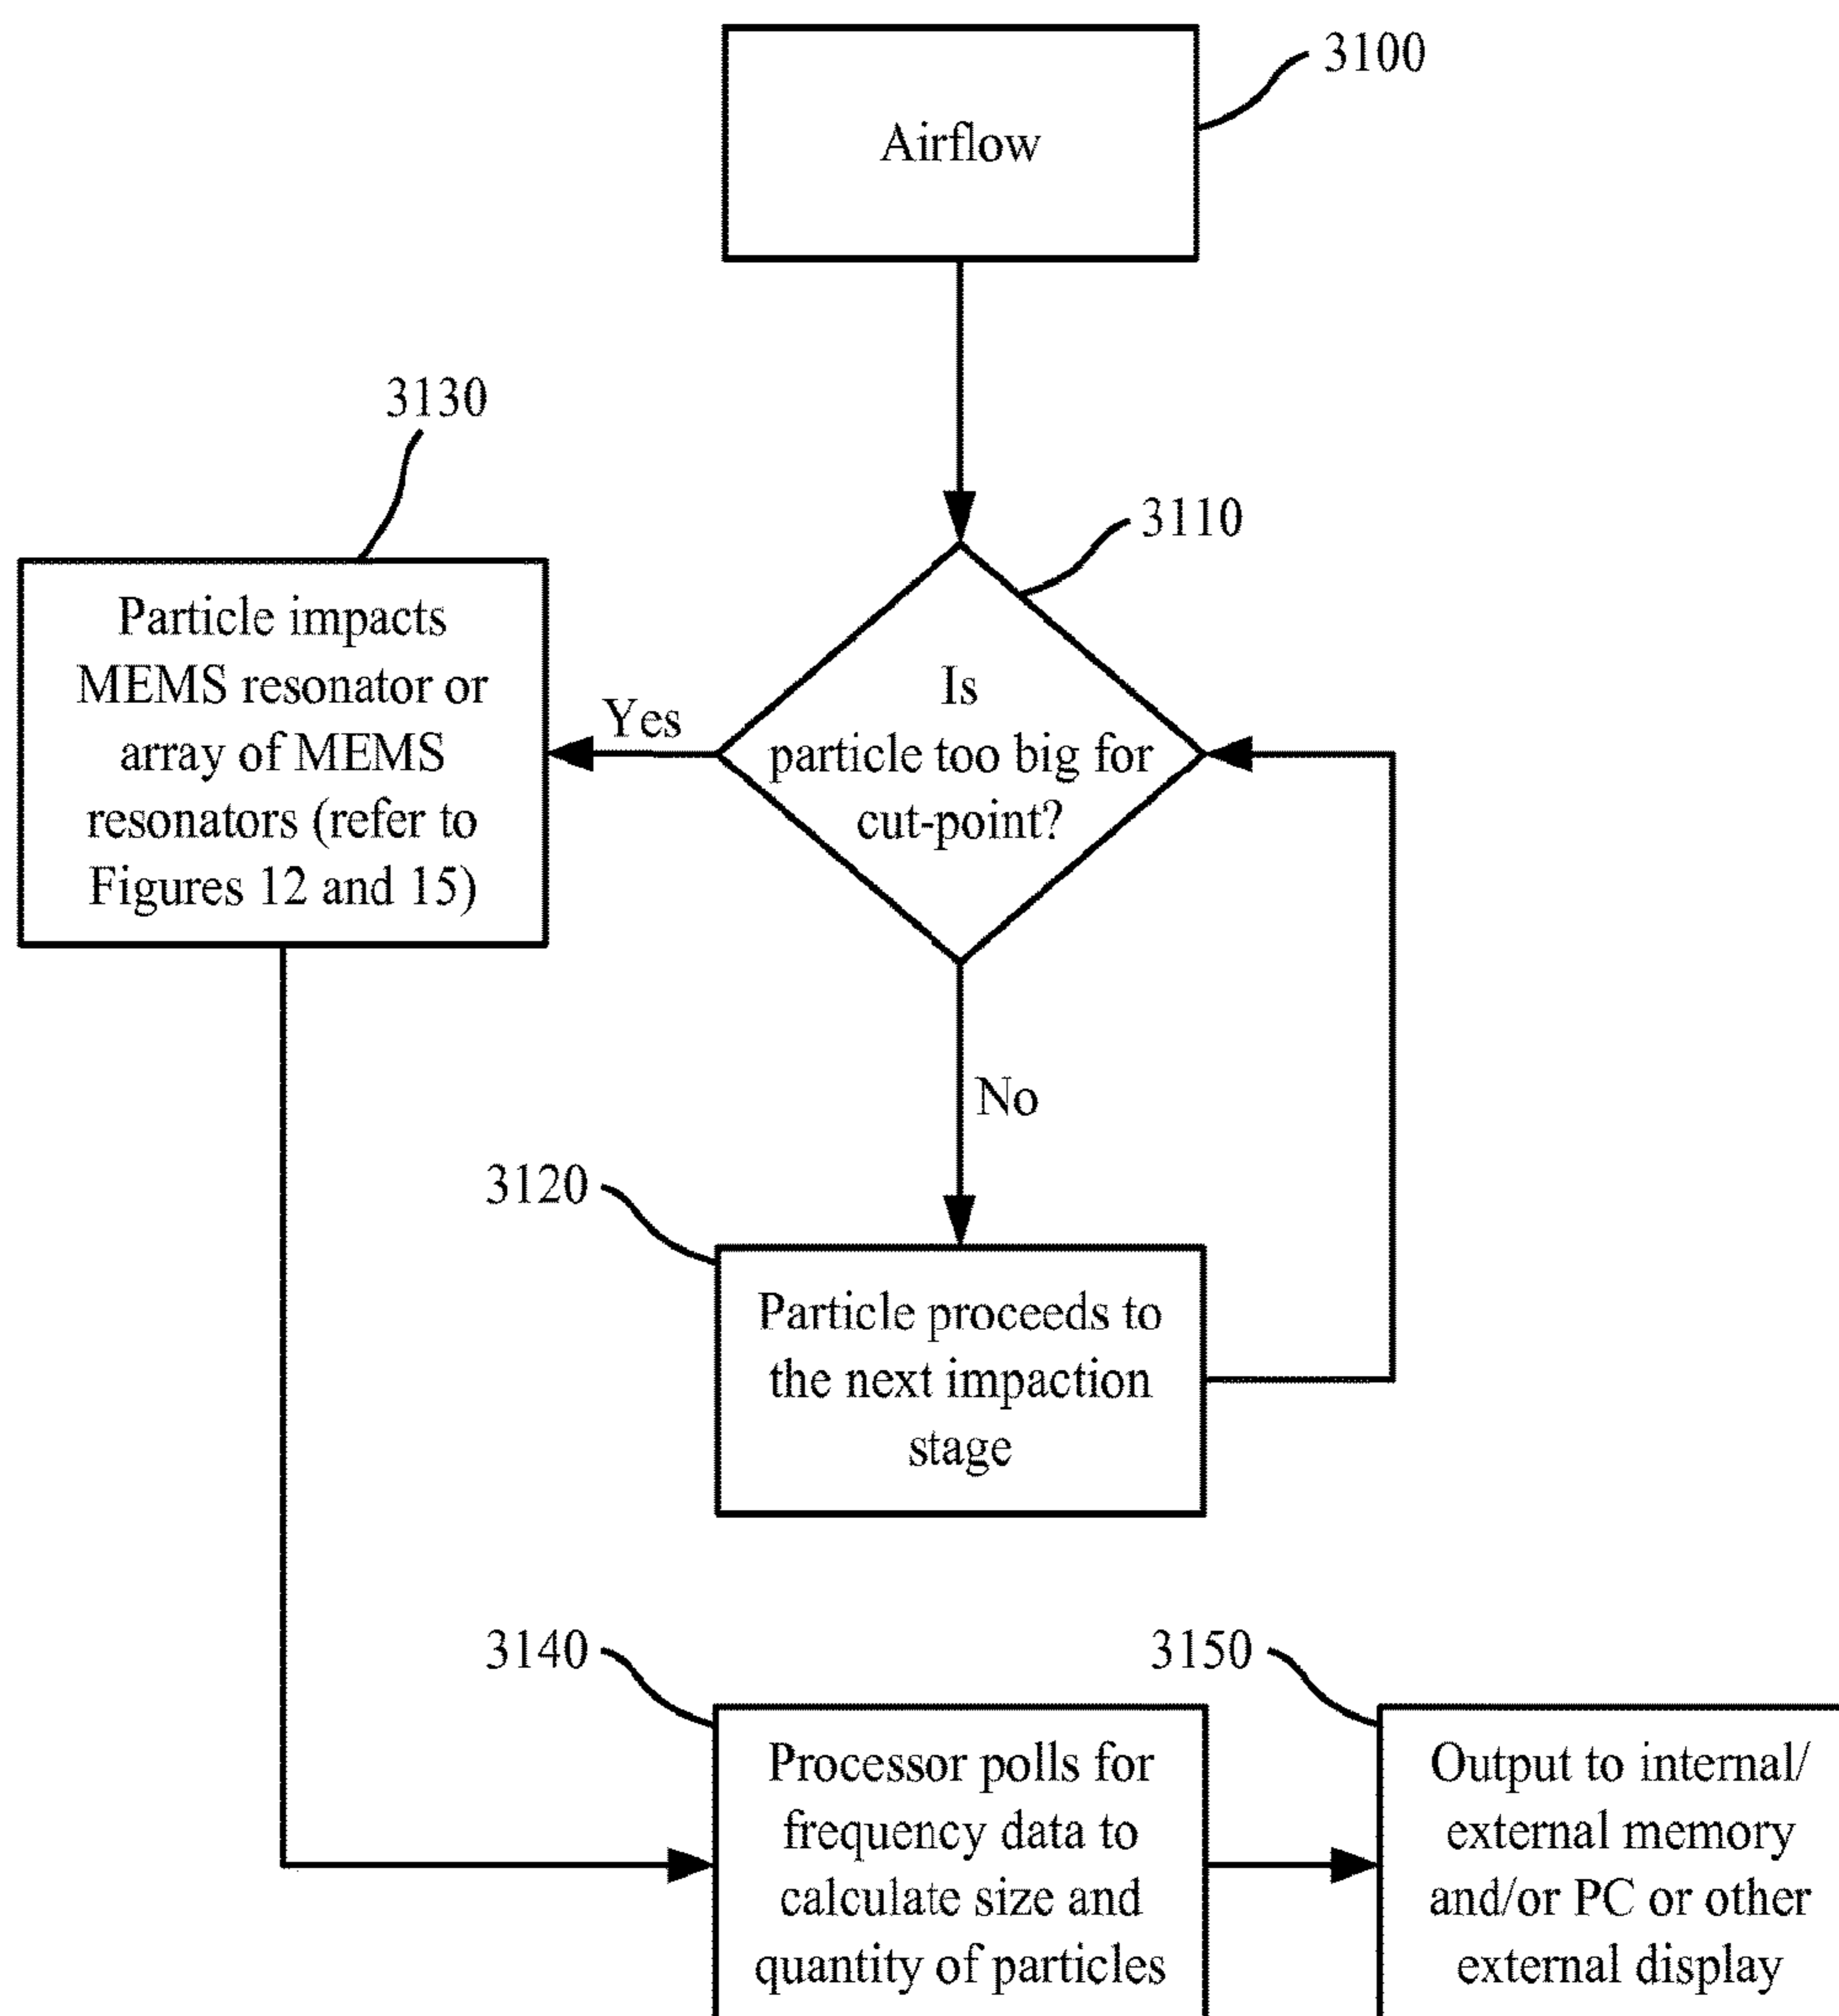 3100
Airflow
3130
3110
Particle impacts
MEMS resonator or
array of MEMS
resonators (refer to
Figures 12 and 15)
Yes
Is
particle too big for
cut-point?
No
3120
Particle proceeds to
the next impaction
stage
3140
Processor polls for
frequency data to
calculate size and
quantity of particles
3150
Output to internal/
external memory
and/or PC or other
external display